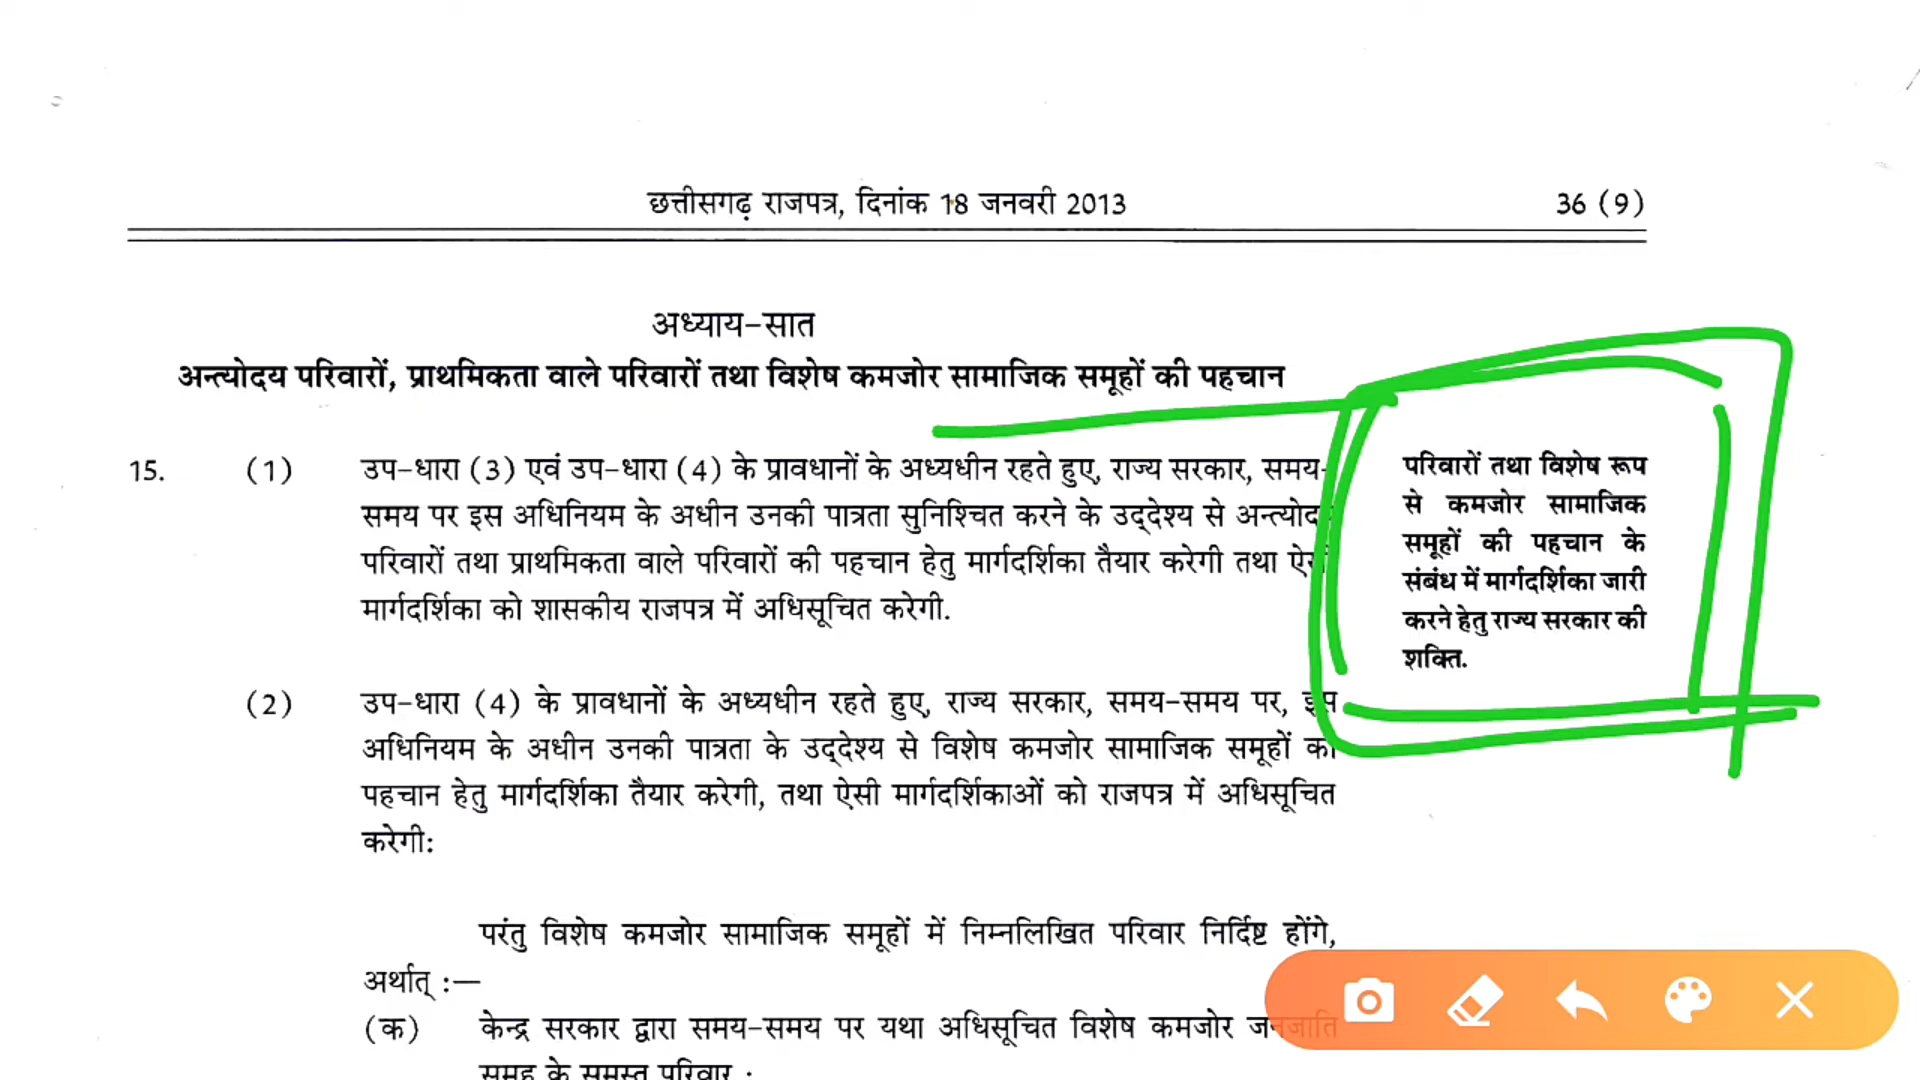 छत्तीसगढ़ राजपत्र, दिनांक 18 जनवरी 2013 36 (9)
अध्याय-सात
अन्त्योदय परिवारों, प्राथमिकता वाले परिवारों तथा विशेष कमजोर सामाजिक समूहों की पहचान
15. (1) उप-धारा (3) एवं उप-धारा (4) के प्रावधानों के अध्यधीन रहते हुए, राज्य सरकार, समय-
समय पर इस अधिनियम के अधीन उनकी पात्रता सुनिश्चित करने के उद्देश्य से
परिवारों तथा प्राथमिकता वाले परिवारों की पहचान हेतु मार्गदर्शिका तैयार करेगी तथा
मार्गदर्शिका को शासकीय राजपत्र में अधिसूचित करेगी.
परिवारों तथा विशेष रूप
से कमजोर सामाजिक
समूहों की पहचान के
संबंध में मार्गदर्शिका जारी
करने हेतु राज्य सरकार की
शक्ति.
(2) उप-धारा (4) के प्रावधानों के अध्यधीन रहते हुए, राज्य सरकार, समय-समय पर, इस
अधिनियम के अधीन उनकी पात्रता के उद्देश्य से विशेष कमजोर सामाजिक समूहों
पहचान हेतु मार्गदर्शिका तैयार करेगी, तथा ऐसी मार्गदर्शिकाओं को राजपत्र में अधिसूचित
करेगी:
परंतु विशेष कमजोर सामाजिक समूहों में निम्नलिखित परिवार निर्दिष्ट होंगे,
अर्थात् :—
(क) केन्द्र सरकार द्वारा समय-समय पर यथा अधिसूचित विशेष कमजोर जनजाति
समूह के समस्त परिवार ;